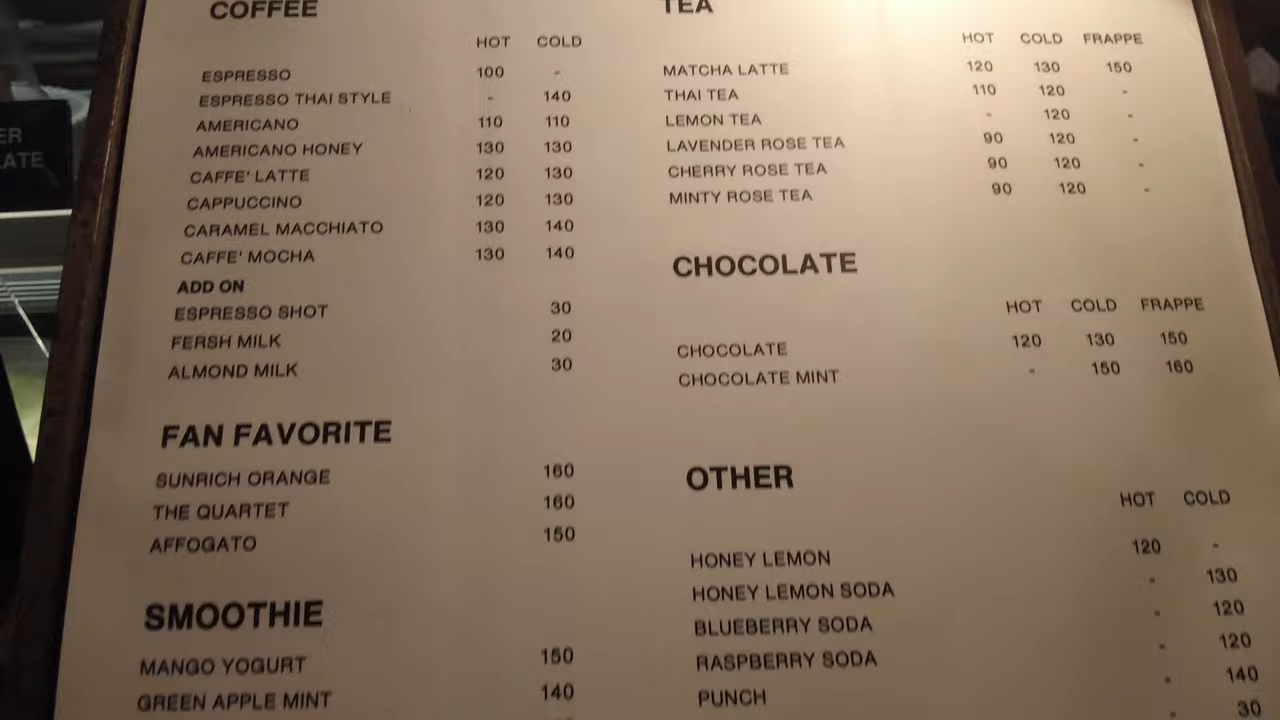 ER
ATE
COFFEE
HOT COLD
ESPRESSO 100 -
ESPRESSO THAI STYLE - 140
AMERICANO 110 110
AMERICANO HONEY 130 130
CAFFE' LATTE 120 130
CAPPUCCINO 120 130
CARAMEL MACCHIATO 130 140
CAFFE' MOCHA 130 140
ADD ON
ESPRESSO SHOT 30
FERSH MILK 20
ALMOND MILK 30
FAN FAVORITE
SUNRICH ORANGE 160
THE QUARTET 160
AFFOGATO 150
SMOOTHIE
MANGO YOGURT 150
GREEN APPLE MINT 140
TEA
HOT COLD FRAPPE
MATCHA LATTE 120 130 150
THAI TEA 110 120 -
LEMON TEA - 120 -
LAVENDER ROSE TEA 90 120 -
CHERRY ROSE TEA 90 120 -
MINTY ROSE TEA 90 120 -
CHOCOLATE
HOT COLD FRAPPE
CHOCOLATE 120 130 150
CHOCOLATE MINT - 150 160
OTHER
HOT COLD
HONEY LEMON 120 -
HONEY LEMON SODA - 130
BLUEBERRY SODA - 120
RASPBERRY SODA - 120
PUNCH - 140
- 30